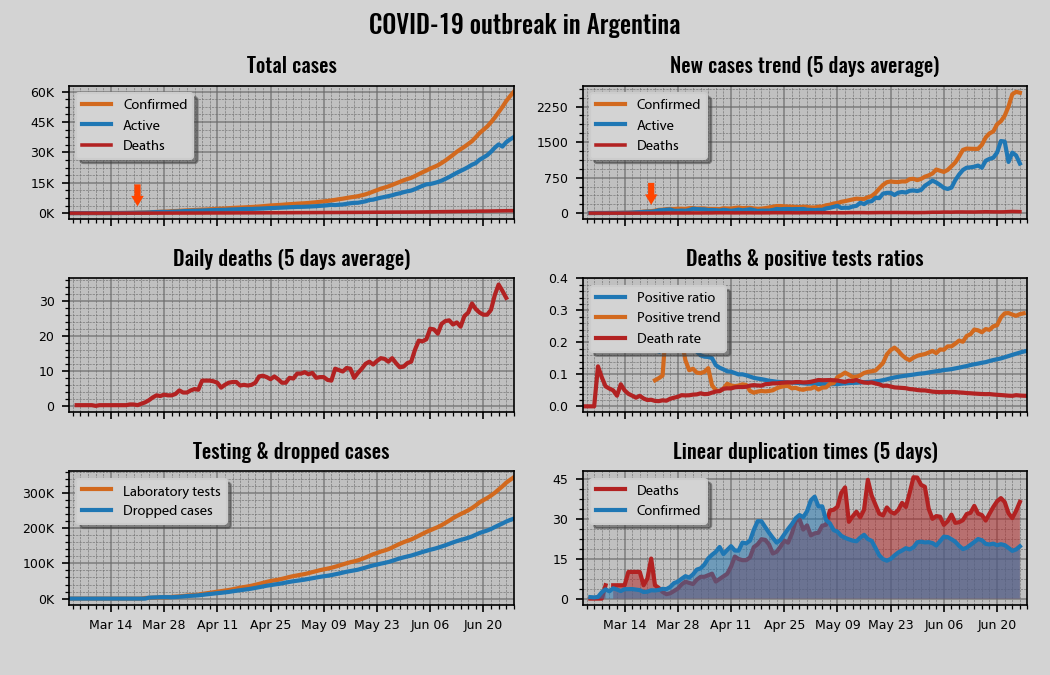 COVID-19 outbreak in Argentina
Total cases
60K
45K
30K
15K
0K
Confirmed
Active
Deaths
New cases trend (5 days average)
2250
1500
750
0
Confirmed
Active
Deaths
Daily deaths (5 days average)
30
20
10
0
Deaths & positive tests ratios
0.4
0.3
0.2
0.1
0.0
Positive ratio
Positive trend
Death rate
Testing & dropped cases
300K
200K
100K
0K
Laboratory tests
Dropped cases
Mar 14 Mar 28 Apr 11 Apr 25 May 09 May 23 Jun 06 Jun 20
Linear duplication times (5 days)
45
30
15
0
Deaths
Confirmed
Mar 14 Mar 28 Apr 11 Apr 25 May 09 May 23 Jun 06 Jun 20